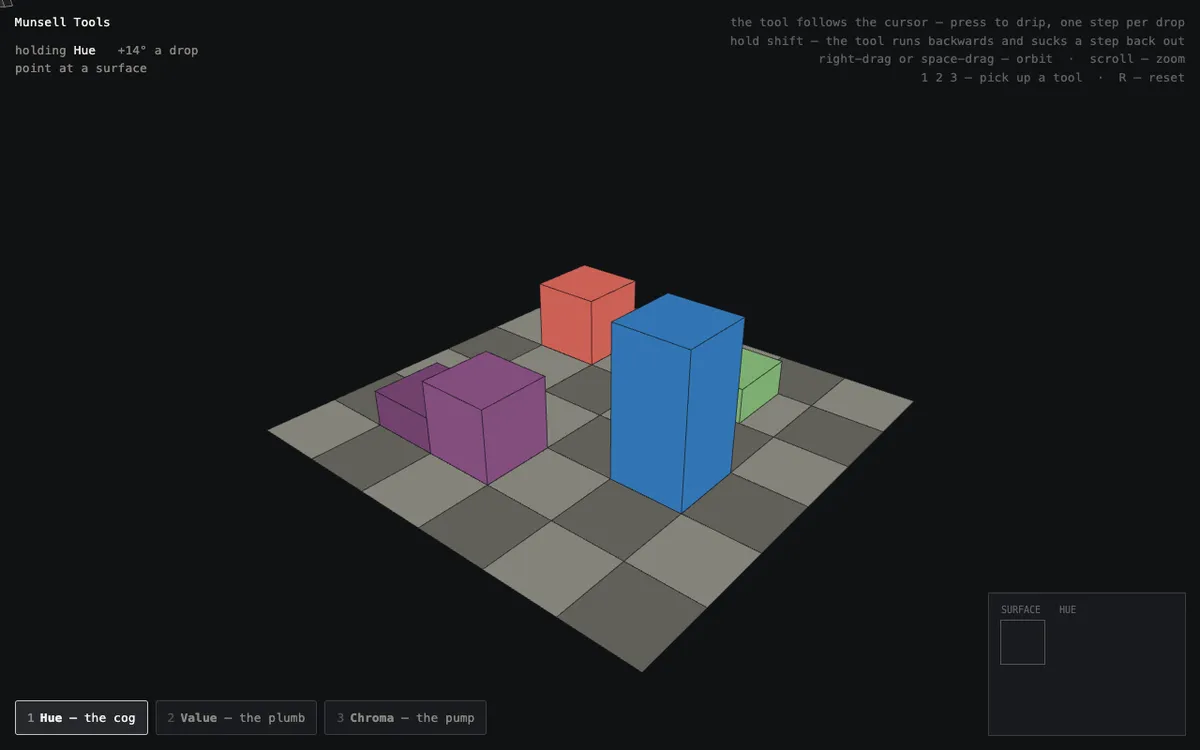 Munsell Tools
holding Hue +14° a drop
point at a surface
the tool follows the cursor — press to drip, one step per drop
hold shift — the tool runs backwards and sucks a step back out
right-drag or space-drag — orbit · scroll — zoom
1 2 3 — pick up a tool · R — reset
SURFACE HUE
1 Hue — the cog
2 Value — the plumb
3 Chroma — the pump